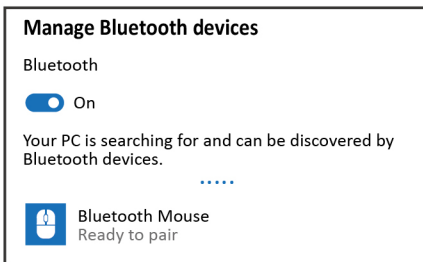 Manage Bluetooth devices
Bluetooth
On
Your PC is searching for and can be discovered by
Bluetooth devices.
Bluetooth Mouse
Ready to pair